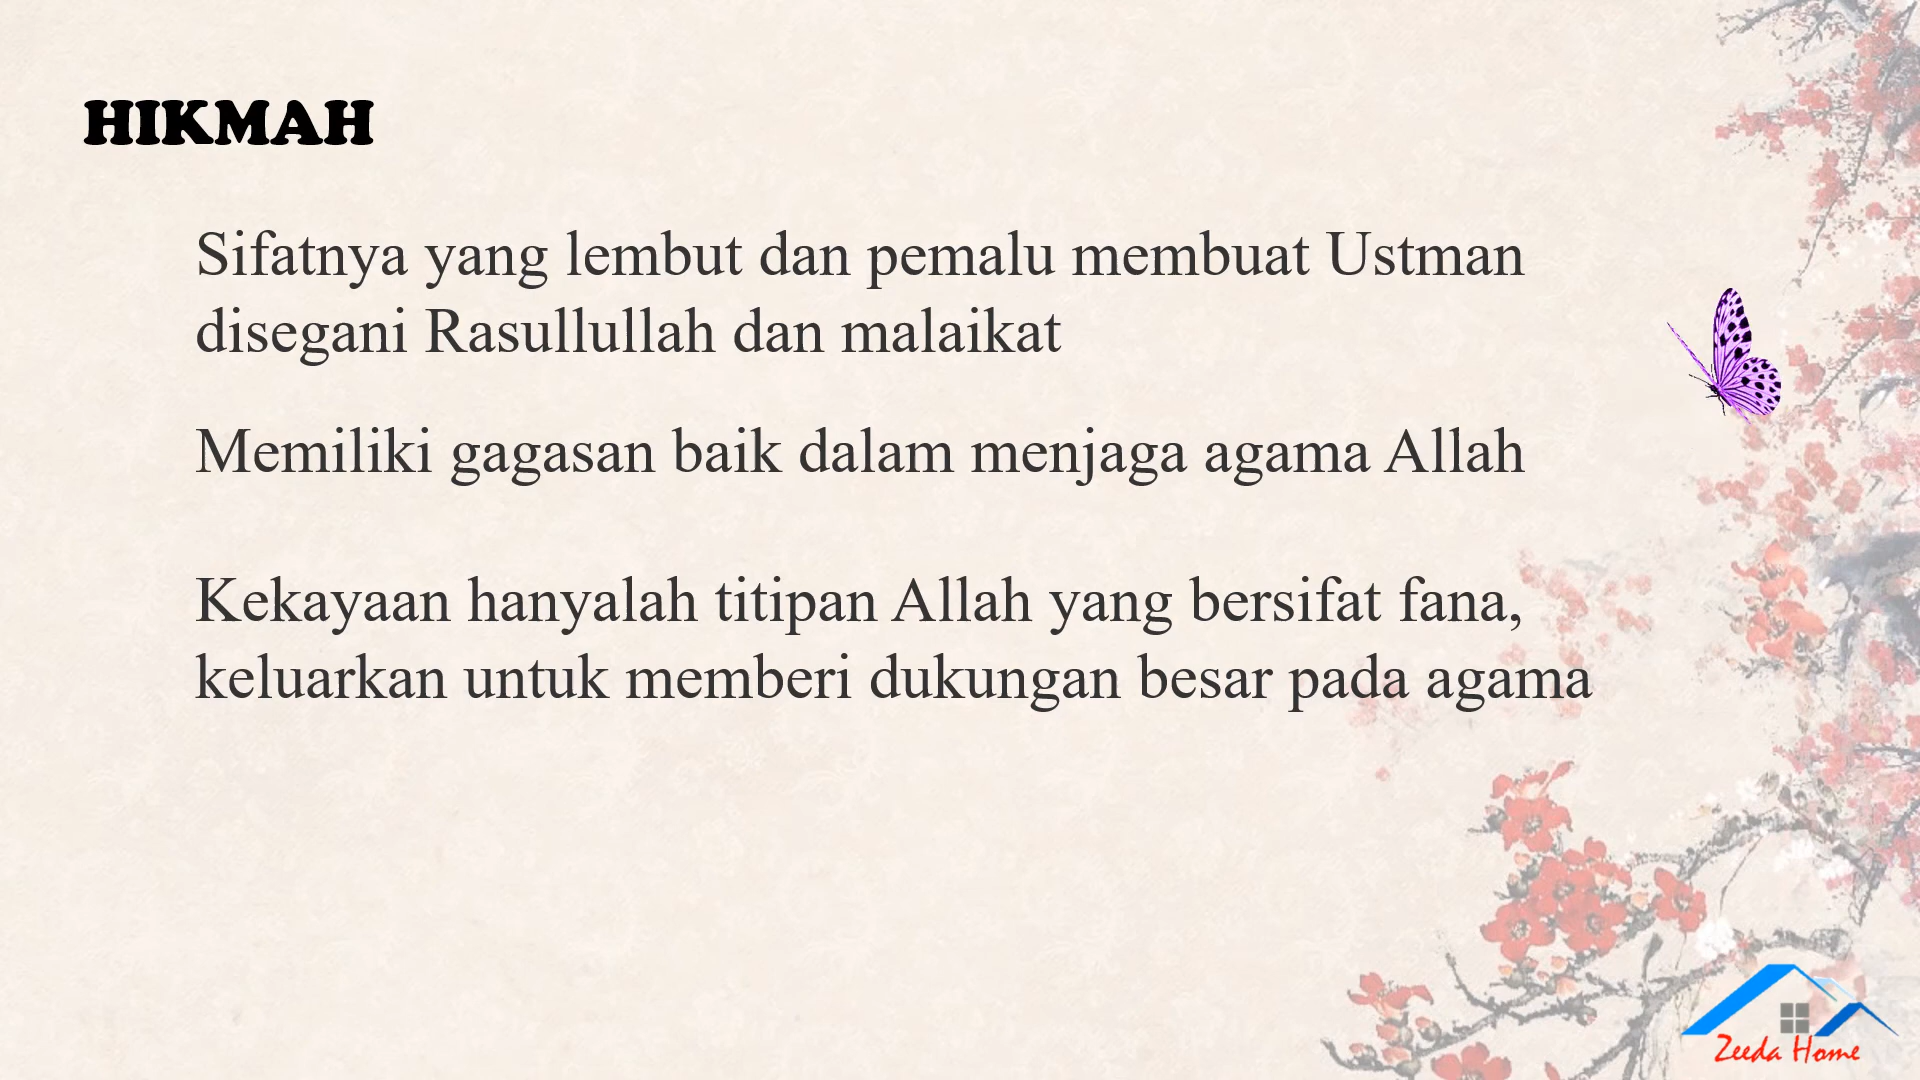 HIKMAH
Sifatnya yang lembut dan pemalu membuat Ustman
disegani Rasullullah dan malaikat
Memiliki gagasan baik dalam menjaga agama Allah
Kekayaan hanyalah titipan Allah yang bersifat fana,
keluarkan untuk memberi dukungan besar pada agama
Zeeda Home